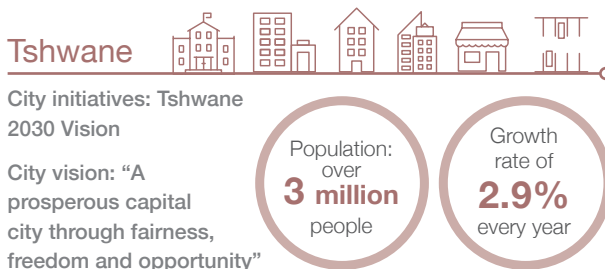 Tshwane
City initiatives: Tshwane
2030 Vision
City vision: “A
prosperous capital
city through fairness,
freedom and opportunity”
Population:
over
3 million
people
Growth
rate of
2.9%
every year